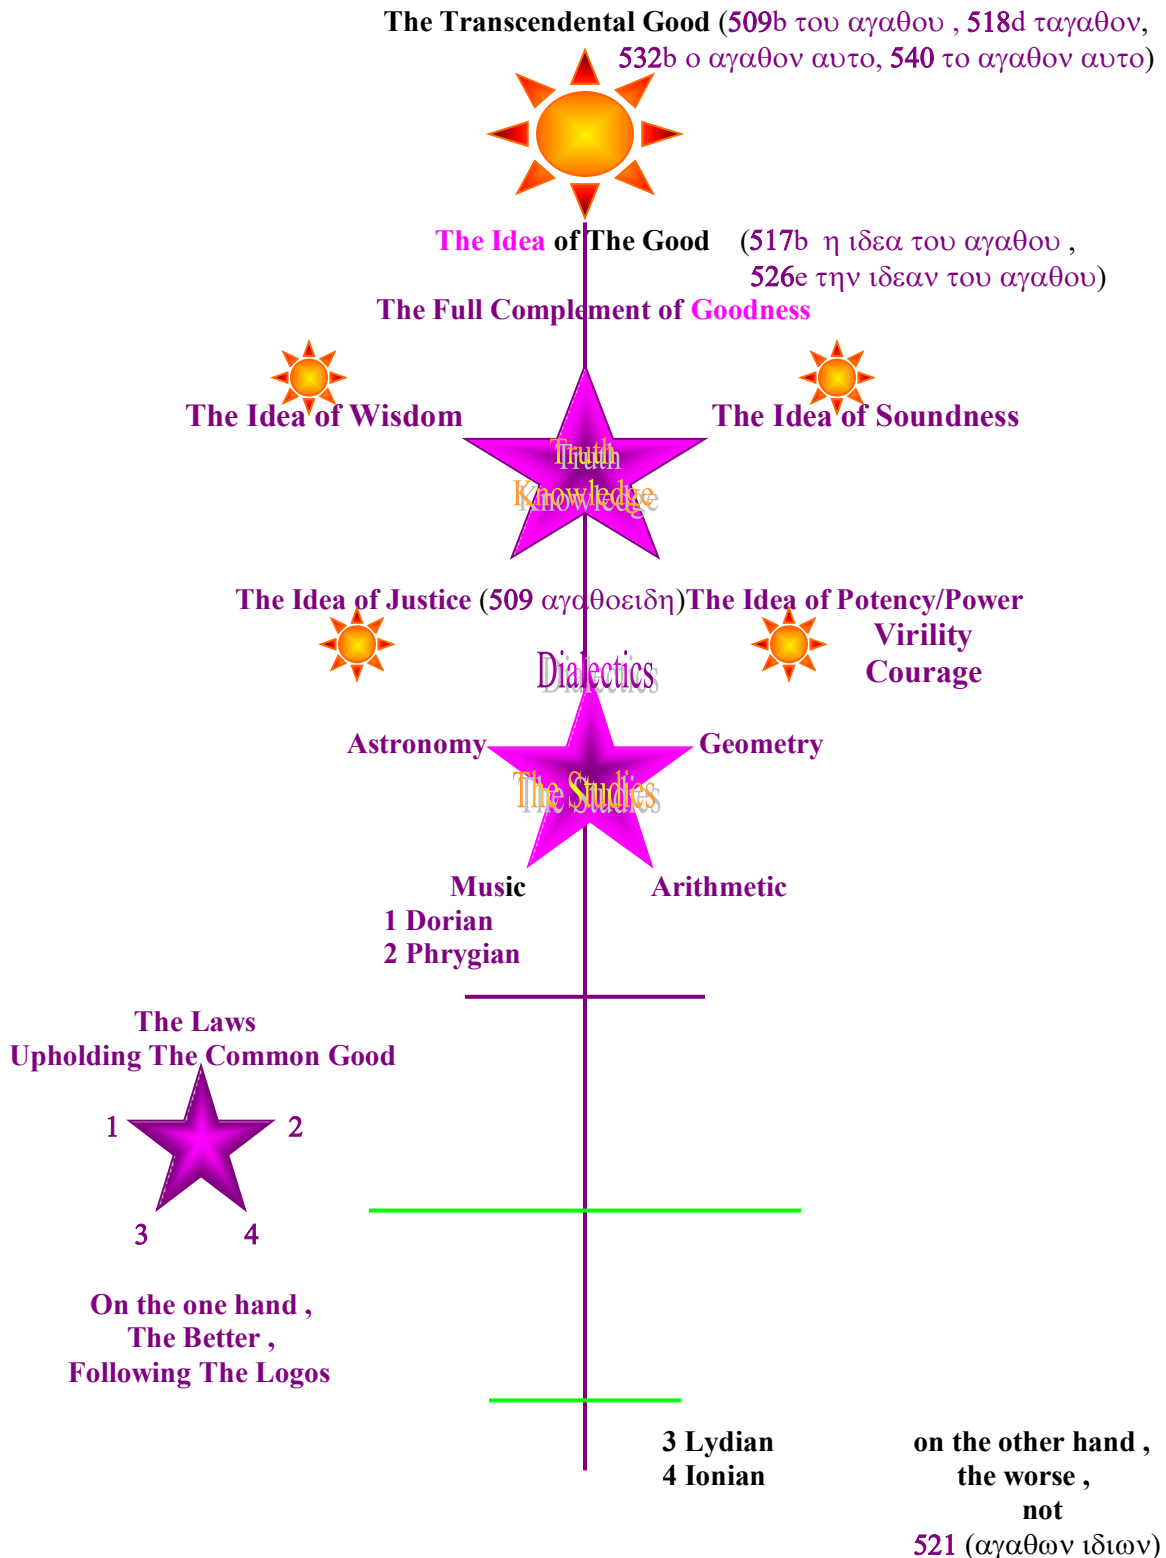 The Transcendental Good (509b του αγαθου , 518d ταγαθον,
532b ο αγαθον αυτο, 540 το αγαθον αυτο)
The Idea of The Good (517b η ιδεα του αγαθου ,
526e την ιδεαν του αγαθου)
The Full Complement of Goodness
The Idea of Wisdom
The Idea of Soundness
Truth
Knowledge
The Idea of Justice (509 αγαθοειδη)The Idea of Potency/Power
Virility
Courage
Dialectics
Astronomy
Geometry
The Studies
Music
Arithmetic
1 Dorian
2 Phrygian
The Laws
Upholding The Common Good
1
2
3
4
On the one hand ,
The Better ,
Following The Logos
3 Lydian
4 Ionian
on the other hand ,
the worse ,
not
521 (αγαθων ιδιων)